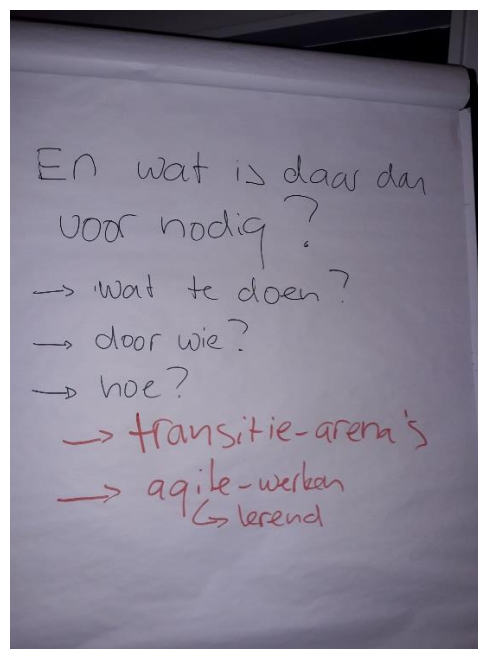 En wat is daar dan
voor nodig?
→ wat te doen?
→ door wie?
→ hoe?
→ transitie-arena's
→ agile-werken
↳ lerend